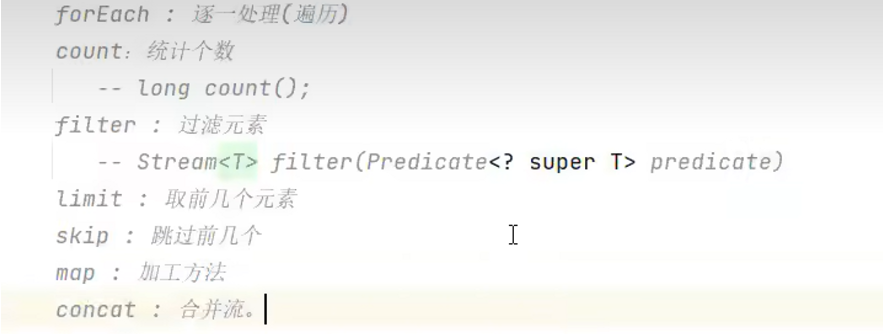 forEach : 逐一处理(遍历)
count：统计个数
-- long count();
filter : 过滤元素
-- Stream<T> filter(Predicate<? super T> predicate)
limit : 取前几个元素
skip : 跳过前几个
map : 加工方法
concat : 合并流。